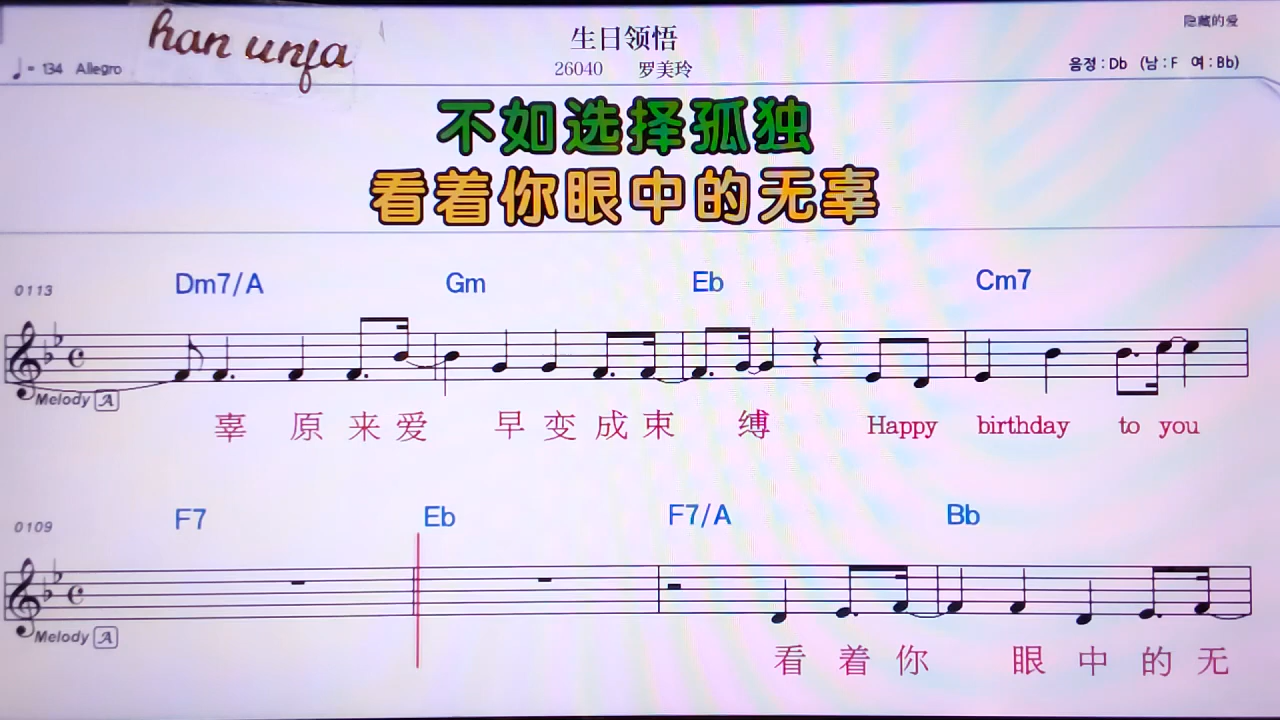 han unfa
生日领悟
隐藏的爱
♩= 134 Allegro
26040 罗美玲
음정 : Db (남 : F 여 : Bb)
不如选择孤独
看着你眼中的无辜
0113 Dm7/A Gm Eb Cm7
Melody A
辜 原 来 爱 早 变 成 束 缚 Happy birthday to you
0109 F7 Eb F7/A Bb
Melody A
看 着 你 眼 中 的 无